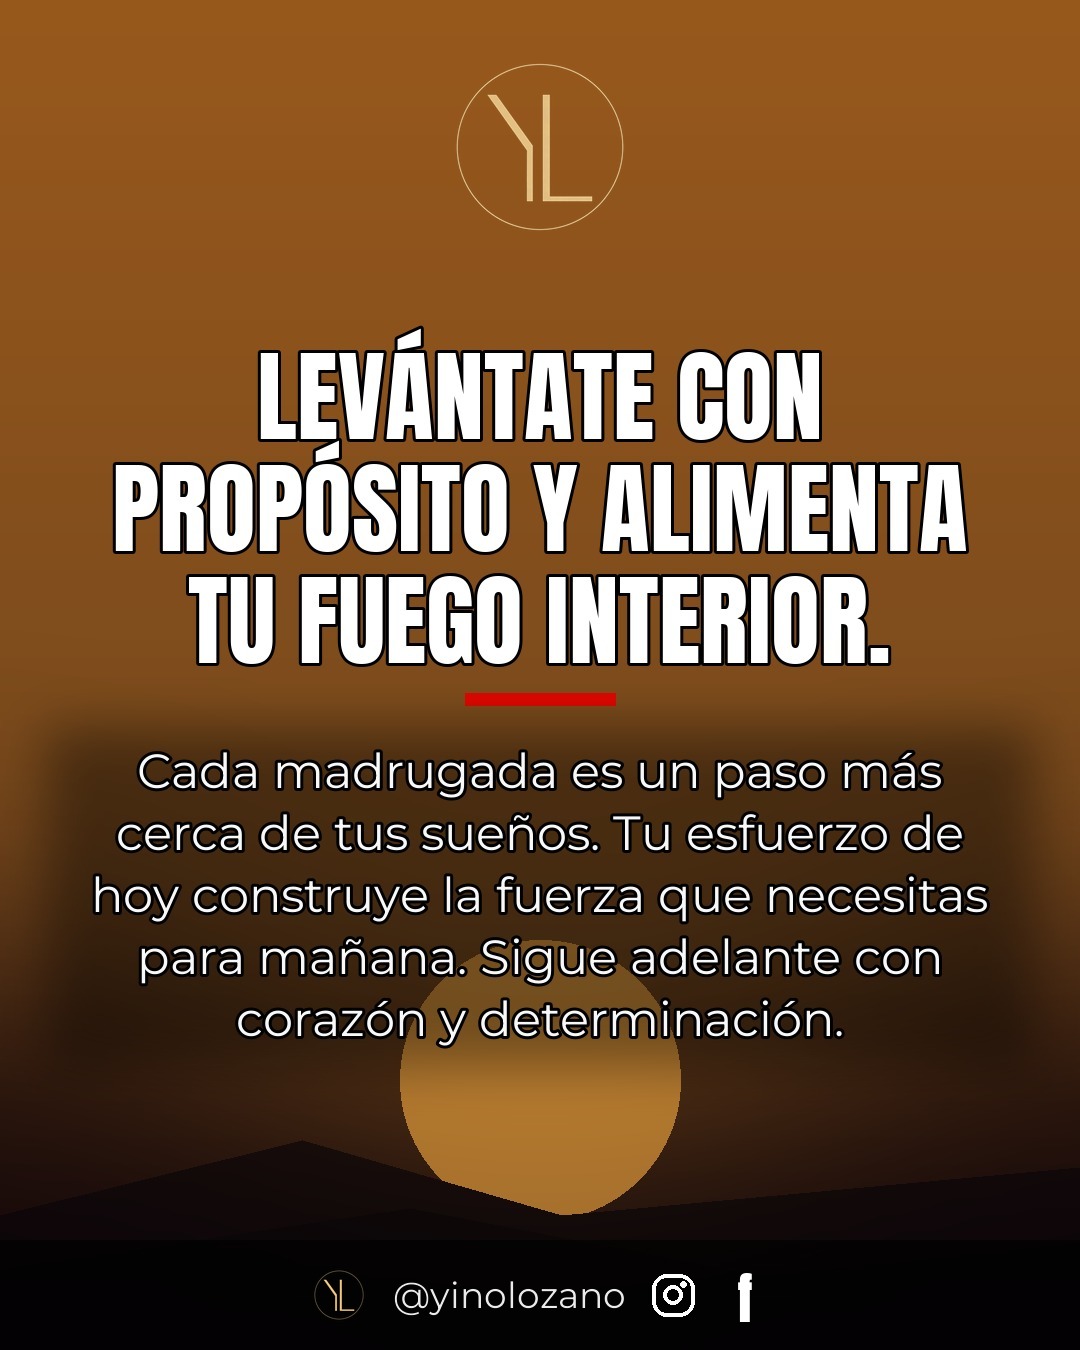 YL
LEVÁNTATE CON
PROPÓSITO Y ALIMENTA
TU FUEGO INTERIOR.
Cada madrugada es un paso más
cerca de tus sueños. Tu esfuerzo de
hoy construye la fuerza que necesitas
para mañana. Sigue adelante con
corazón y determinación.
YL @yinolozano f